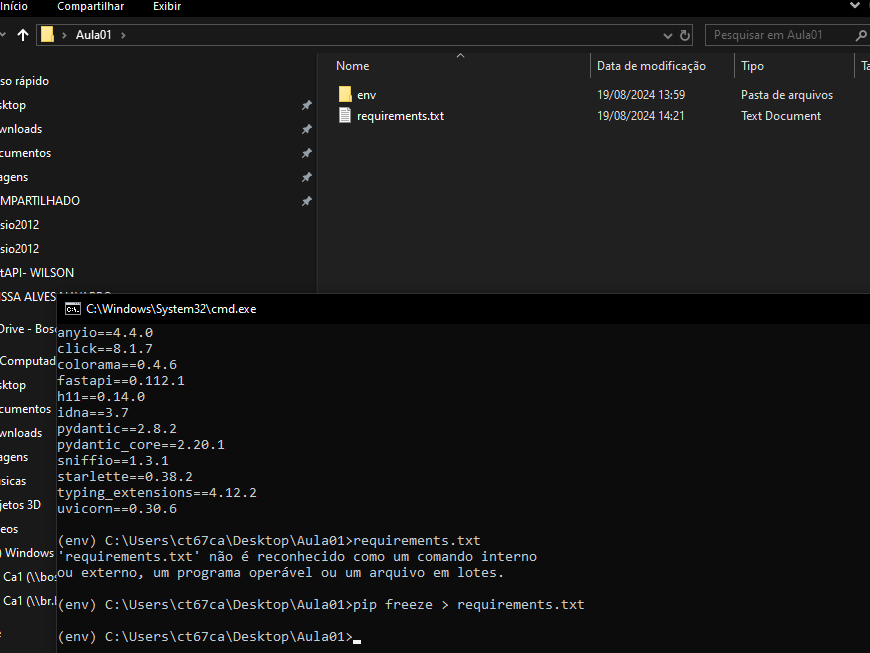 nício Compartilhar Exibir
Aula01 Pesquisar em Aula01
Nome Data de modificação Tipo Ta
env 19/08/2024 13:59 Pasta de arquivos
requirements.txt 19/08/2024 14:21 Text Document
so rápido
sktop
wnloads
cumentos
agens
MPARTILHADO
sio2012
sio2012
tAPI- WILSON
ISSA ALVES
Drive - Bos
Computad
sktop
ocumentos
wnloads
agens
sicas
jetos 3D
eos
) Windows
Ca1 (\\bos
Ca1 (\\br.l
C:\Windows\System32\cmd.exe
anyio==4.4.0
click==8.1.7
colorama==0.4.6
fastapi==0.112.1
h11==0.14.0
idna==3.7
pydantic==2.8.2
pydantic_core==2.20.1
sniffio==1.3.1
starlette==0.38.2
typing_extensions==4.12.2
uvicorn==0.30.6
(env) C:\Users\ct67ca\Desktop\Aula01>requirements.txt
'requirements.txt' não é reconhecido como um comando interno
ou externo, um programa operável ou um arquivo em lotes.
(env) C:\Users\ct67ca\Desktop\Aula01>pip freeze > requirements.txt
(env) C:\Users\ct67ca\Desktop\Aula01>